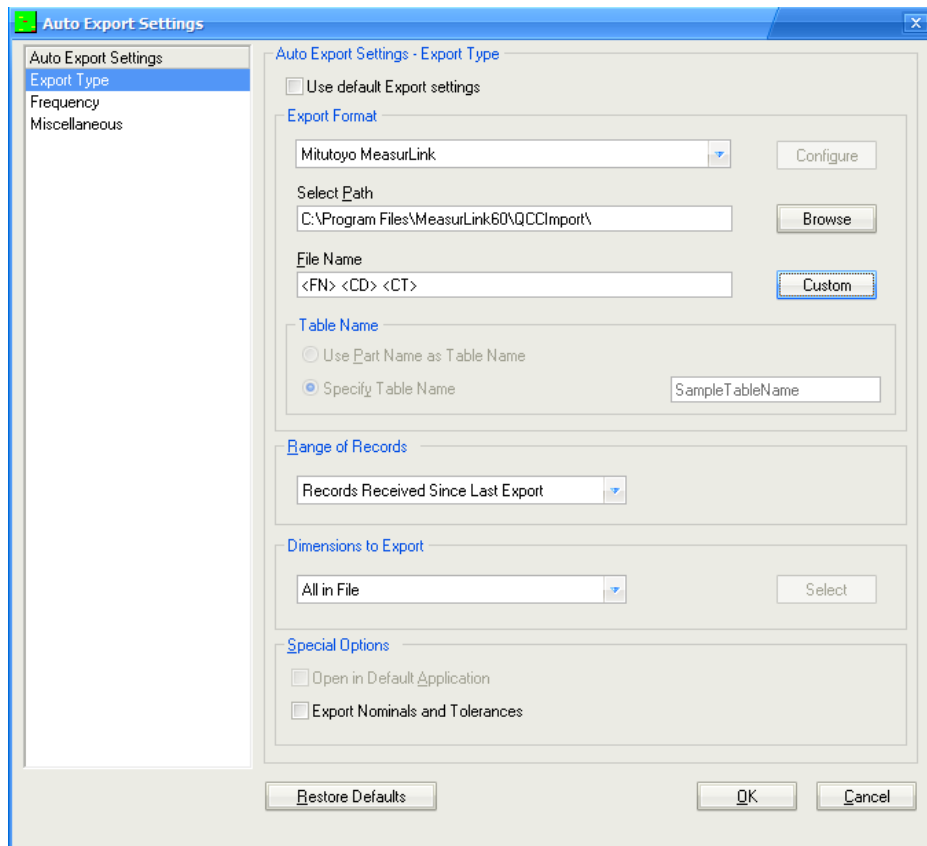 Auto Export Settings
Auto Export Settings
Export Type
Frequency
Miscellaneous
Auto Export Settings - Export Type
Use default Export settings
Export Format
Mitutoyo MeasurLink
Configure
Select Path
C:\Program Files\MeasurLink60\QCCImport\
Browse
File Name
<FN> <CD> <CT>
Custom
Table Name
Use Part Name as Table Name
Specify Table Name
SampleTableName
Range of Records
Records Received Since Last Export
Dimensions to Export
All in File
Select
Special Options
Open in Default Application
Export Nominals and Tolerances
Restore Defaults
OK
Cancel